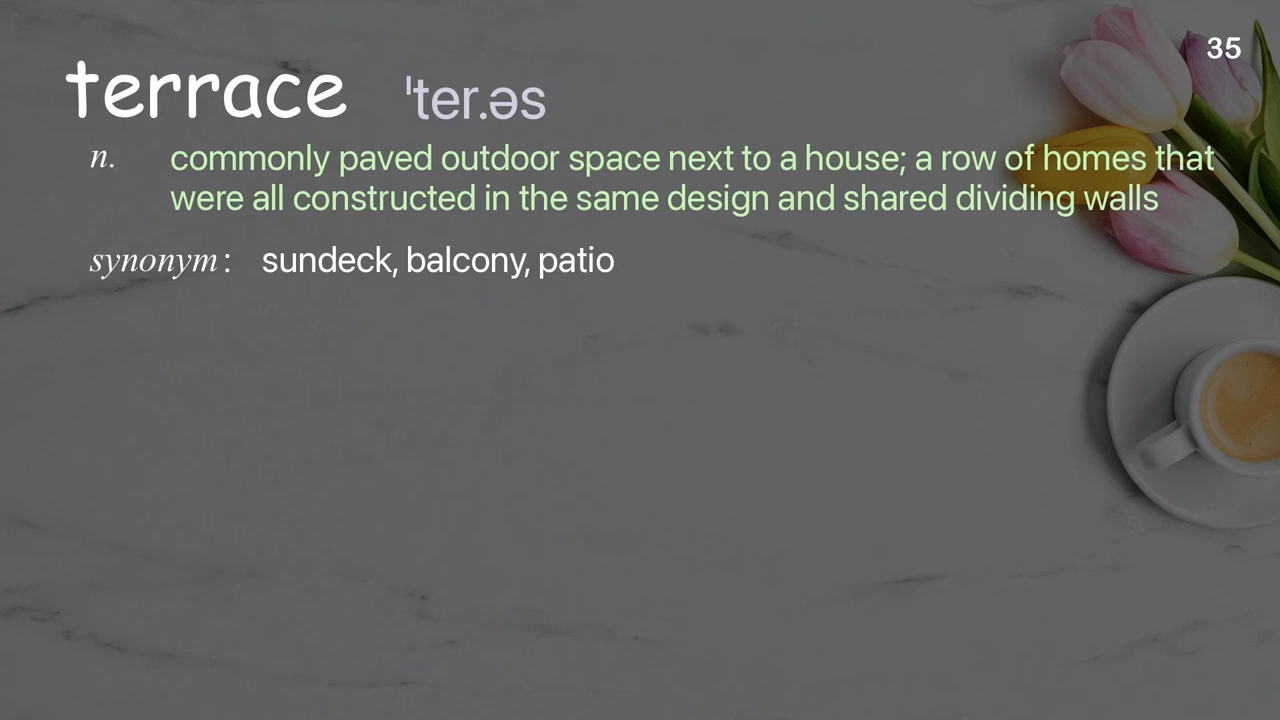 35
terrace ˈter.əs
n. commonly paved outdoor space next to a house; a row of homes that
were all constructed in the same design and shared dividing walls
synonym : sundeck, balcony, patio